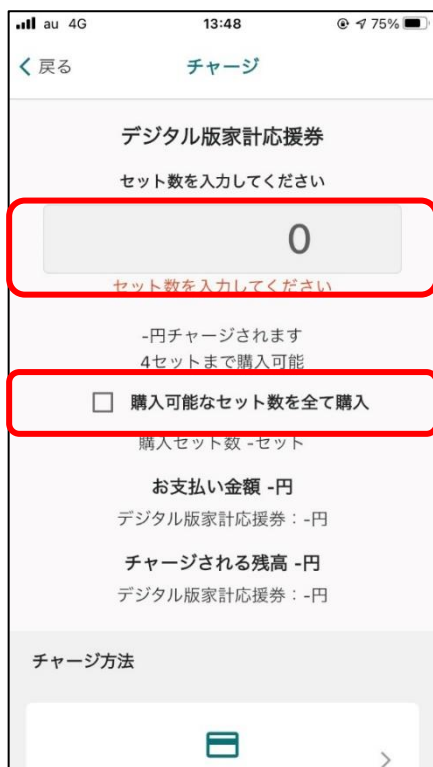 au 4G 13:48 75%
戻る チャージ
デジタル版家計応援券
セット数を入力してください
0
セット数を入力してください
-円チャージされます
4セットまで購入可能
購入可能なセット数を全て購入
購入セット数 -セット
お支払い金額 -円
デジタル版家計応援券：-円
チャージされる残高 -円
デジタル版家計応援券：-円
チャージ方法